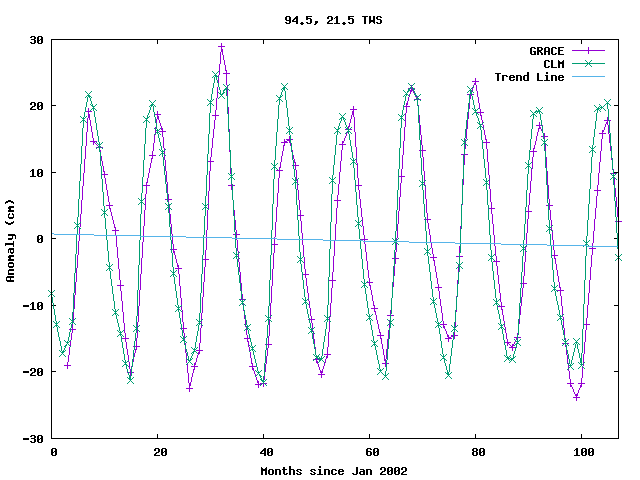 94.5, 21.5 TWS
GRACE
CLM
Trend Line
30
20
10
0
-10
-20
-30
Anomaly (cm)
0 20 40 60 80 100
Months since Jan 2002